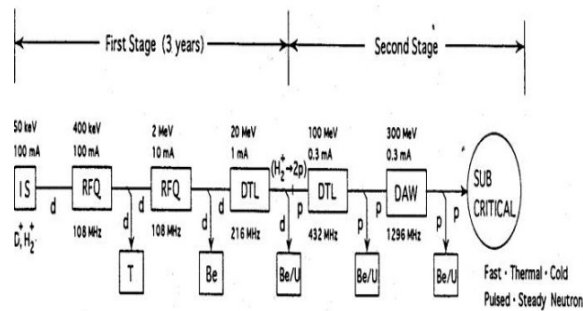 First Stage (3 years) Second Stage
50 keV 400 keV 2 MeV 20 MeV 100 MeV 300 MeV
100 mA 100 mA 10 mA 1 mA (H₂⁺→2p) 0.3 mA 0.3 mA
IS RFQ RFQ DTL DTL DAW SUB CRITICAL
d d d d p p p p
D⁺, H₂⁺ 108 MHz 108 MHz 216 MHz 432 MHz 1296 MHz
d d d p p
T Be Be/U Be/U Be/U
Fast · Thermal · Cold
Pulsed · Steady Neutron